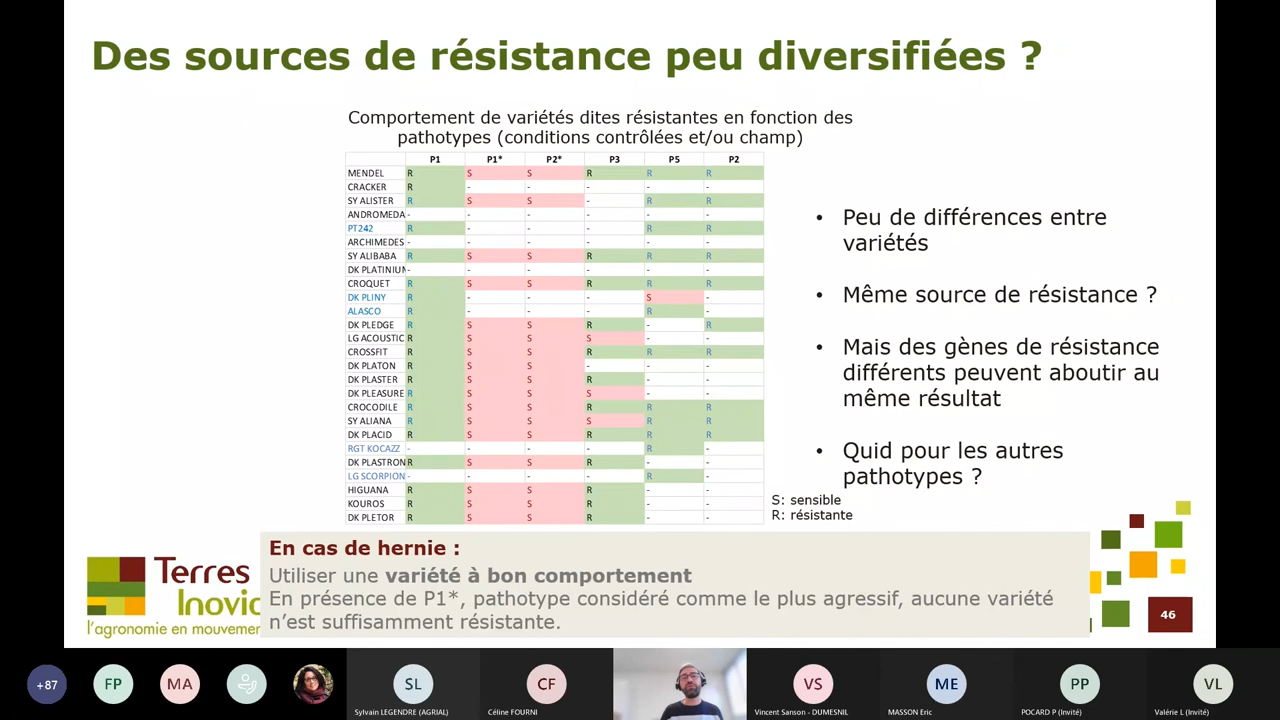 Des sources de résistance peu diversifiées ?
Comportement de variétés dites résistantes en fonction des
pathotypes (conditions contrôlées et/ou champ)
P1 P1* P2* P3 P5 P2
MENDEL R S S R R R
CRACKER R - - - - -
SY ALISTER R S S - R R
ANDROMEDA - - - - - -
PT242 R - - - R R
ARCHIMEDES - - - - - -
SY ALIBABA R S S R R R
DK PLATINIUM - - - - - -
CROQUET R S S R R R
DK PLINY R - - - S -
ALASCO R - - - R -
DK PLEDGE R S S R - R
LG ACOUSTIC R S S S - -
CROSSFIT R S S R R R
DK PLATON R S S - - -
DK PLASTER R S S R - -
DK PLEASURE R S S S - -
CROCODILE R S S R R R
SY ALIANA R S S S R R
DK PLACID R S S R R R
RGT KOCAZZ - - - - R -
DK PLASTRON R S S R - -
LG SCORPION - - - - R -
HIGUANA R S S R - -
KOUROS R S S R - -
DK PLETOR R S S R - -
S: sensible
R: résistante
• Peu de différences entre
variétés
• Même source de résistance ?
• Mais des gènes de résistance
différents peuvent aboutir au
même résultat
• Quid pour les autres
pathotypes ?
En cas de hernie :
Utiliser une variété à bon comportement
En présence de P1*, pathotype considéré comme le plus agressif, aucune variété
n'est suffisamment résistante.
Terres
Inovia
l'agronomie en mouvement
46
+87 FP MA SL CF VS ME PP VL
Sylvain LEGENDRE (AGRIAL) Céline FOURNI Vincent Sanson - DUMESNIL MASSON Eric POCARD P (Invité) Valérie L (Invité)